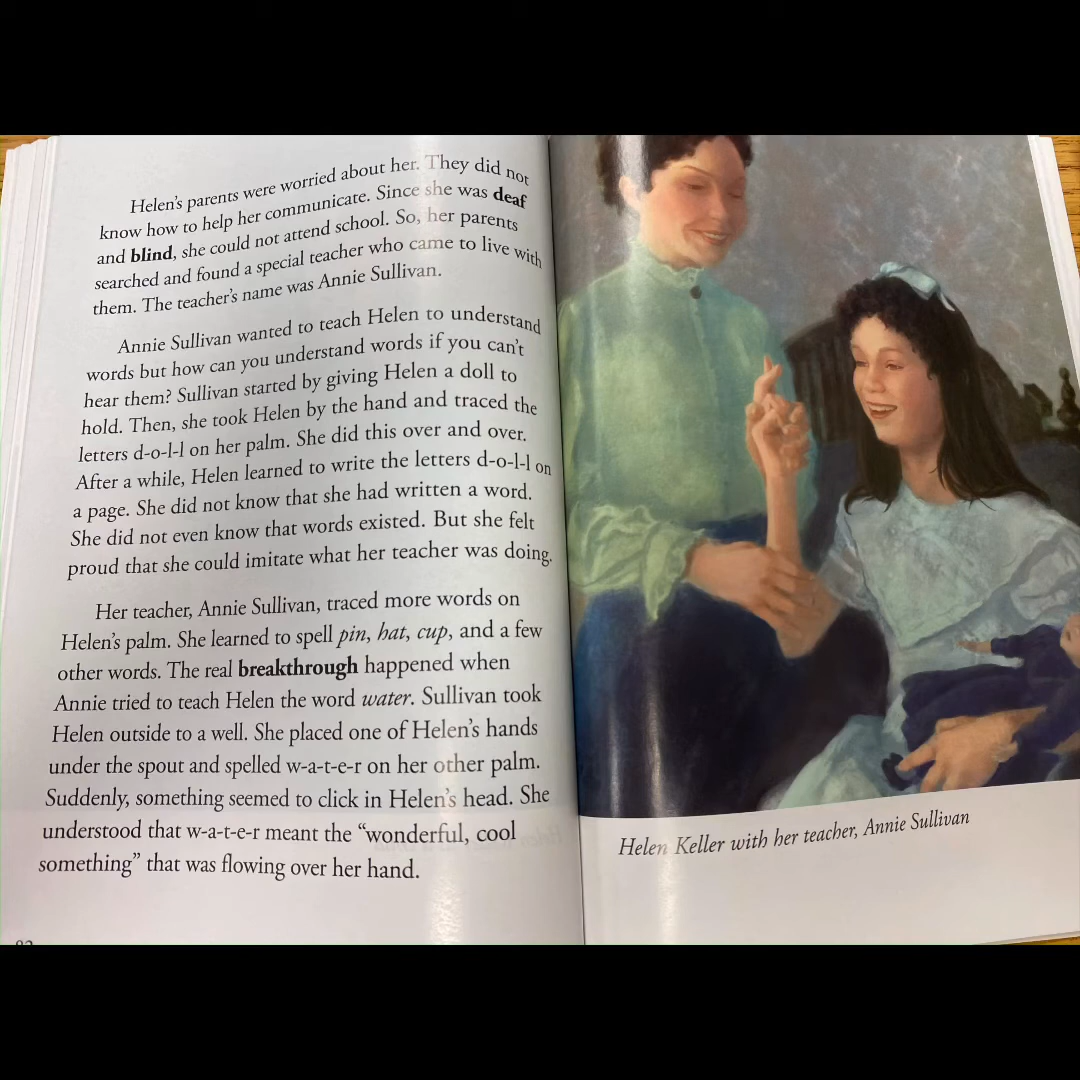 Helen's parents were worried about her. They did not
know how to help her communicate. Since she was deaf
and blind, she could not attend school. So, her parents
searched and found a special teacher who came to live with
them. The teacher's name was Annie Sullivan.
Annie Sullivan wanted to teach Helen to understand
words but how can you understand words if you can't
hear them? Sullivan started by giving Helen a doll to
hold. Then, she took Helen by the hand and traced the
letters d-o-l-l on her palm. She did this over and over.
After a while, Helen learned to write the letters d-o-l-l on
a page. She did not know that she had written a word.
She did not even know that words existed. But she felt
proud that she could imitate what her teacher was doing.
Her teacher, Annie Sullivan, traced more words on
Helen's palm. She learned to spell pin, hat, cup, and a few
other words. The real breakthrough happened when
Annie tried to teach Helen the word water. Sullivan took
Helen outside to a well. She placed one of Helen's hands
under the spout and spelled w-a-t-e-r on her other palm.
Suddenly, something seemed to click in Helen's head. She
understood that w-a-t-e-r meant the “wonderful, cool
something” that was flowing over her hand.
Helen Keller with her teacher, Annie Sullivan